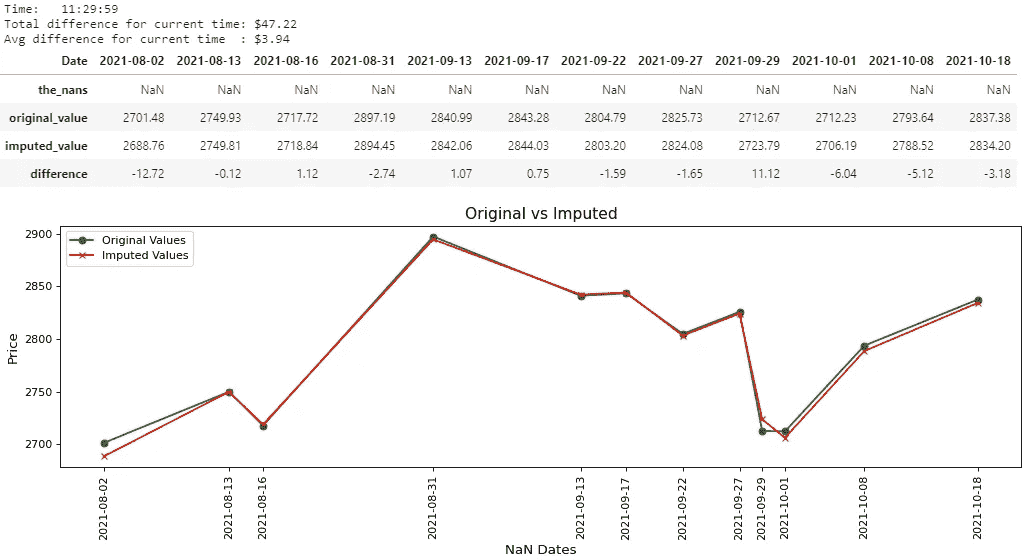 Time: 11:29:59
Total difference for current time: $47.22
Avg difference for current time : $3.94
Date 2021-08-02 2021-08-13 2021-08-16 2021-08-31 2021-09-13 2021-09-17 2021-09-22 2021-09-27 2021-09-29 2021-10-01 2021-10-08 2021-10-18
the_nans NaN NaN NaN NaN NaN NaN NaN NaN NaN NaN NaN NaN
original_value 2701.48 2749.93 2717.72 2897.19 2840.99 2843.28 2804.79 2825.73 2712.67 2712.23 2793.64 2837.38
imputed_value 2688.76 2749.81 2718.84 2894.45 2842.06 2844.03 2803.20 2824.08 2723.79 2706.19 2788.52 2834.20
difference -12.72 -0.12 1.12 -2.74 1.07 0.75 -1.59 -1.65 11.12 -6.04 -5.12 -3.18
Original vs Imputed
Original Values
Imputed Values
Price
2900
2850
2800
2750
2700
2021-08-02
2021-08-13
2021-08-16
2021-08-31
2021-09-13
2021-09-17
2021-09-22
2021-09-27
2021-09-29
2021-10-01
2021-10-08
2021-10-18
NaN Dates